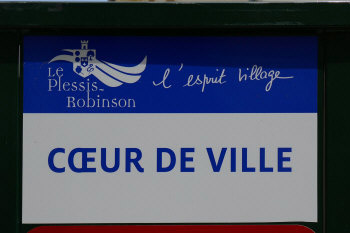 Le
Plessis-
Robinson
l'esprit village
CŒUR DE VILLE